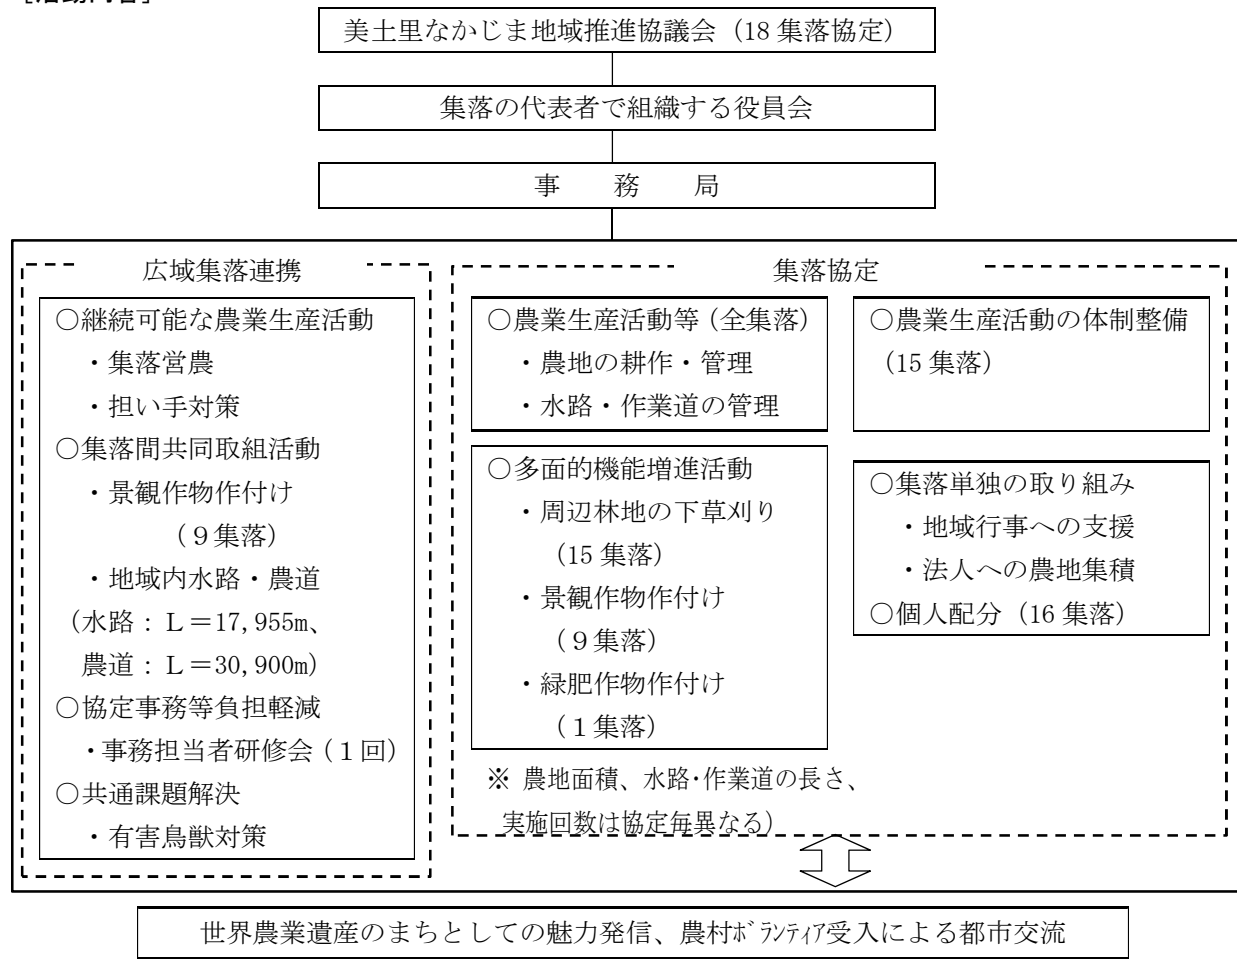 美土里なかじま地域推進協議会（18 集落協定）
集落の代表者で組織する役員会
事　務　局
広域集落連携
○継続可能な農業生産活動
・集落営農
・担い手対策
○集落間共同取組活動
・景観作物作付け
（９集落）
・地域内水路・農道
（水路：Ｌ＝17,955m、
農道：Ｌ＝30,900m）
○協定事務等負担軽減
・事務担当者研修会（１回）
○共通課題解決
・有害鳥獣対策
集落協定
○農業生産活動等（全集落）
・農地の耕作・管理
・水路・作業道の管理
○多面的機能増進活動
・周辺林地の下草刈り
（15 集落）
・景観作物作付け
（９集落）
・緑肥作物作付け
（１集落）
○農業生産活動の体制整備
（15 集落）
○集落単独の取り組み
・地域行事への支援
・法人への農地集積
○個人配分（16 集落）
※ 農地面積、水路・作業道の長さ、
実施回数は協定毎異なる）
世界農業遺産のまちとしての魅力発信、農村ﾎﾞﾗﾝﾃｨｱ受入による都市交流